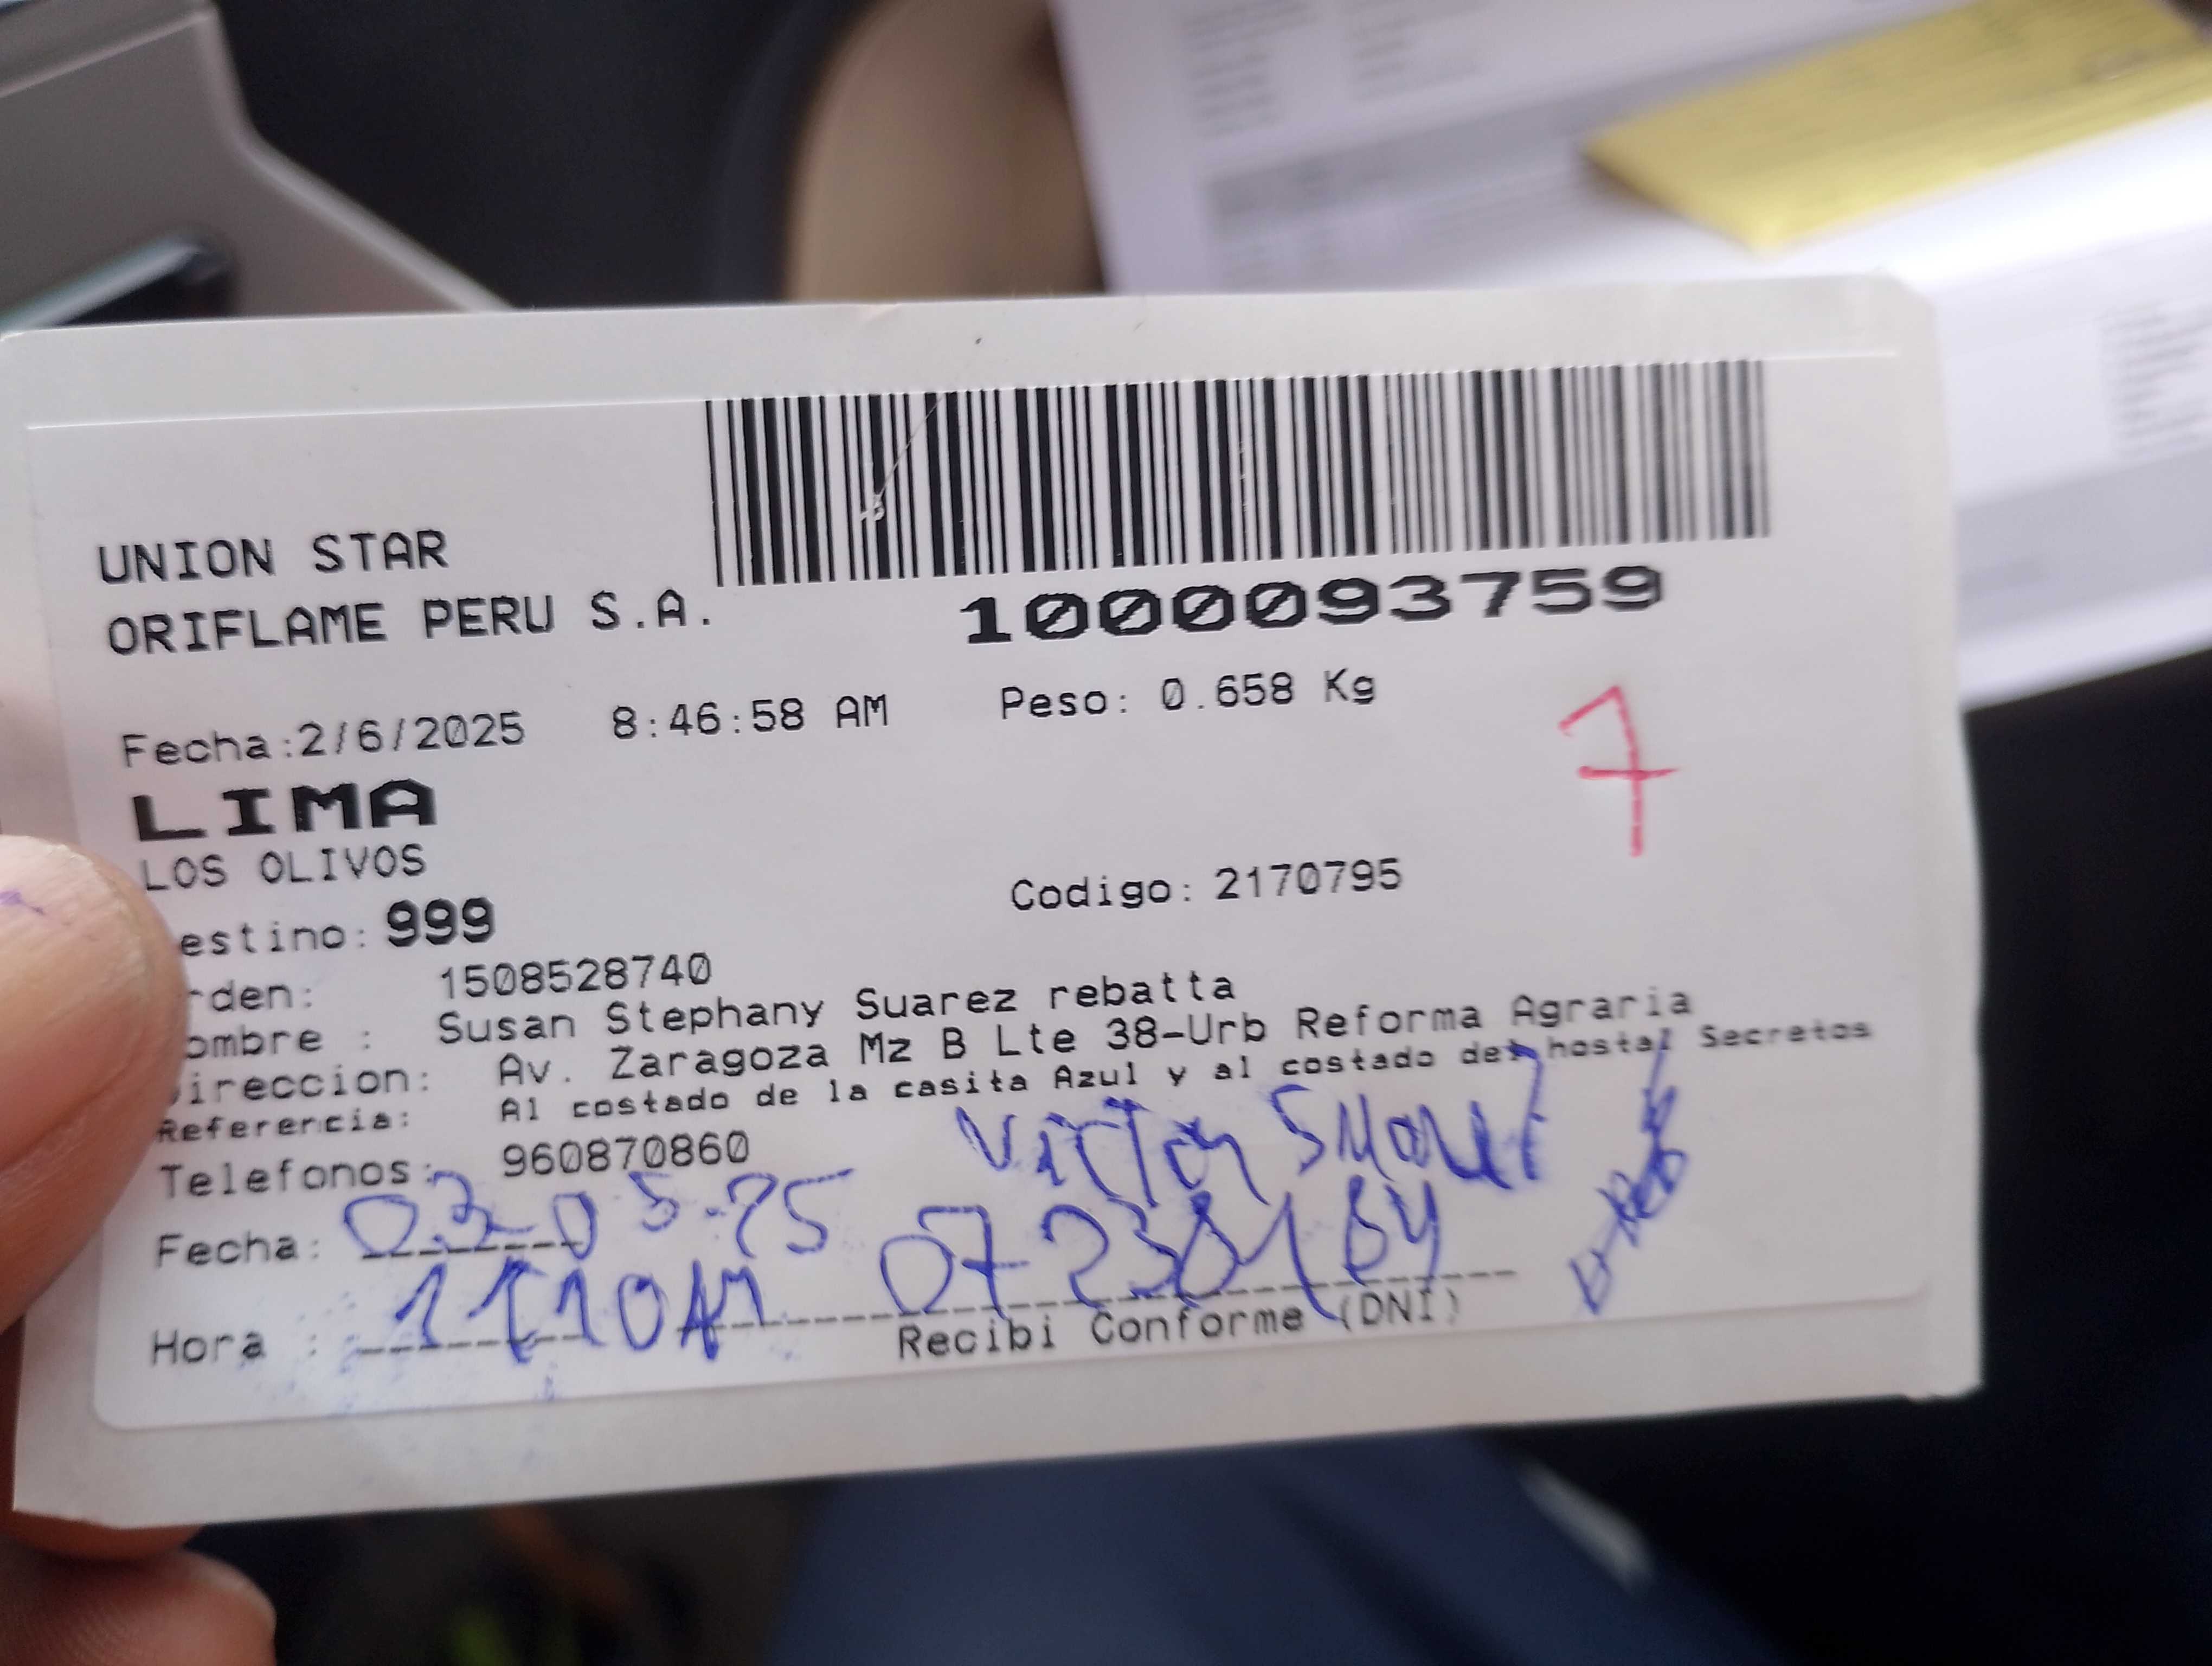 UNION STAR
ORIFLAME PERU S.A.
1000093759
Fecha:2/6/2025 8:46:58 AM Peso: 0.658 Kg
7
LIMA
LOS OLIVOS
estino: 999 Codigo: 2170795
rden: 1508528740
ombre : Susan Stephany Suarez rebatta
ireccion: Av. Zaragoza Mz B Lte 38-Urb Reforma Agraria
Referencia: Al costado de la casita Azul y al costado del hostal Secretos
Telefonos: 960870860
Victor Suarez
Fecha: 03-05-25
Hora : 1110AM
Recibi Conforme (DNI)